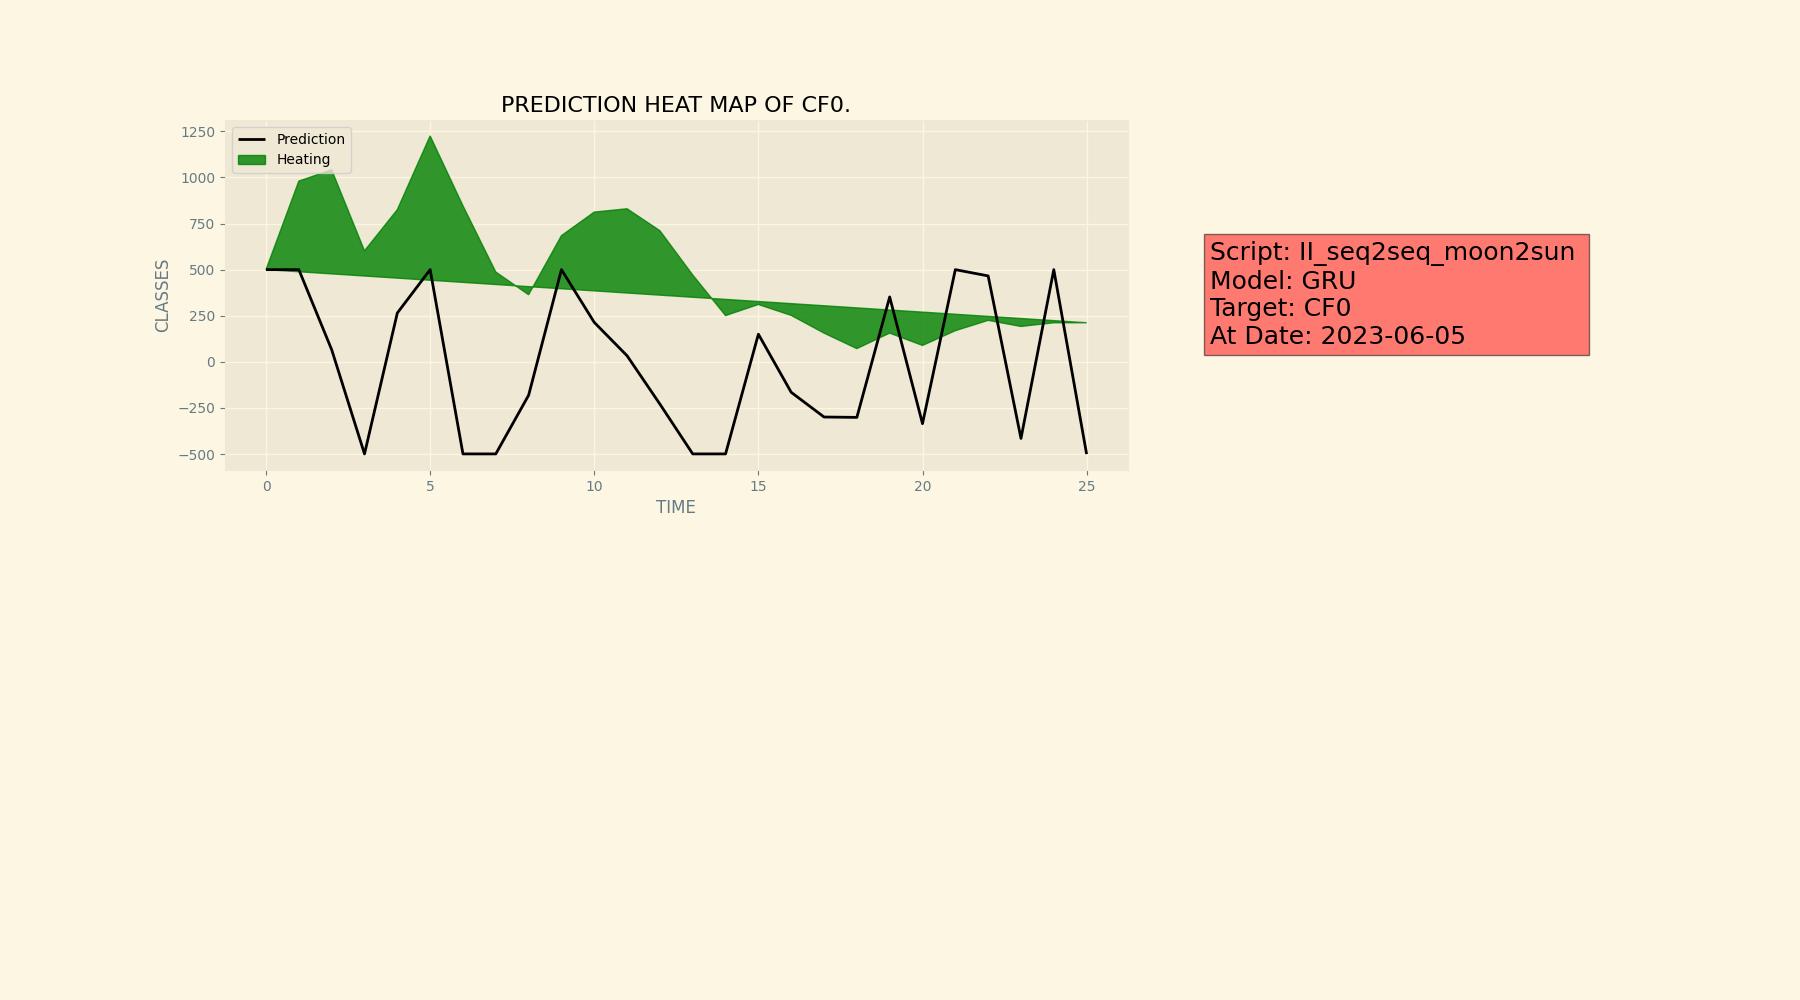 PREDICTION HEAT MAP OF CF0.
Prediction
Heating
1250
1000
750
500
250
0
−250
−500
CLASSES
0 5 10 15 20 25
TIME
Script: II_seq2seq_moon2sun
Model: GRU
Target: CF0
At Date: 2023-06-05